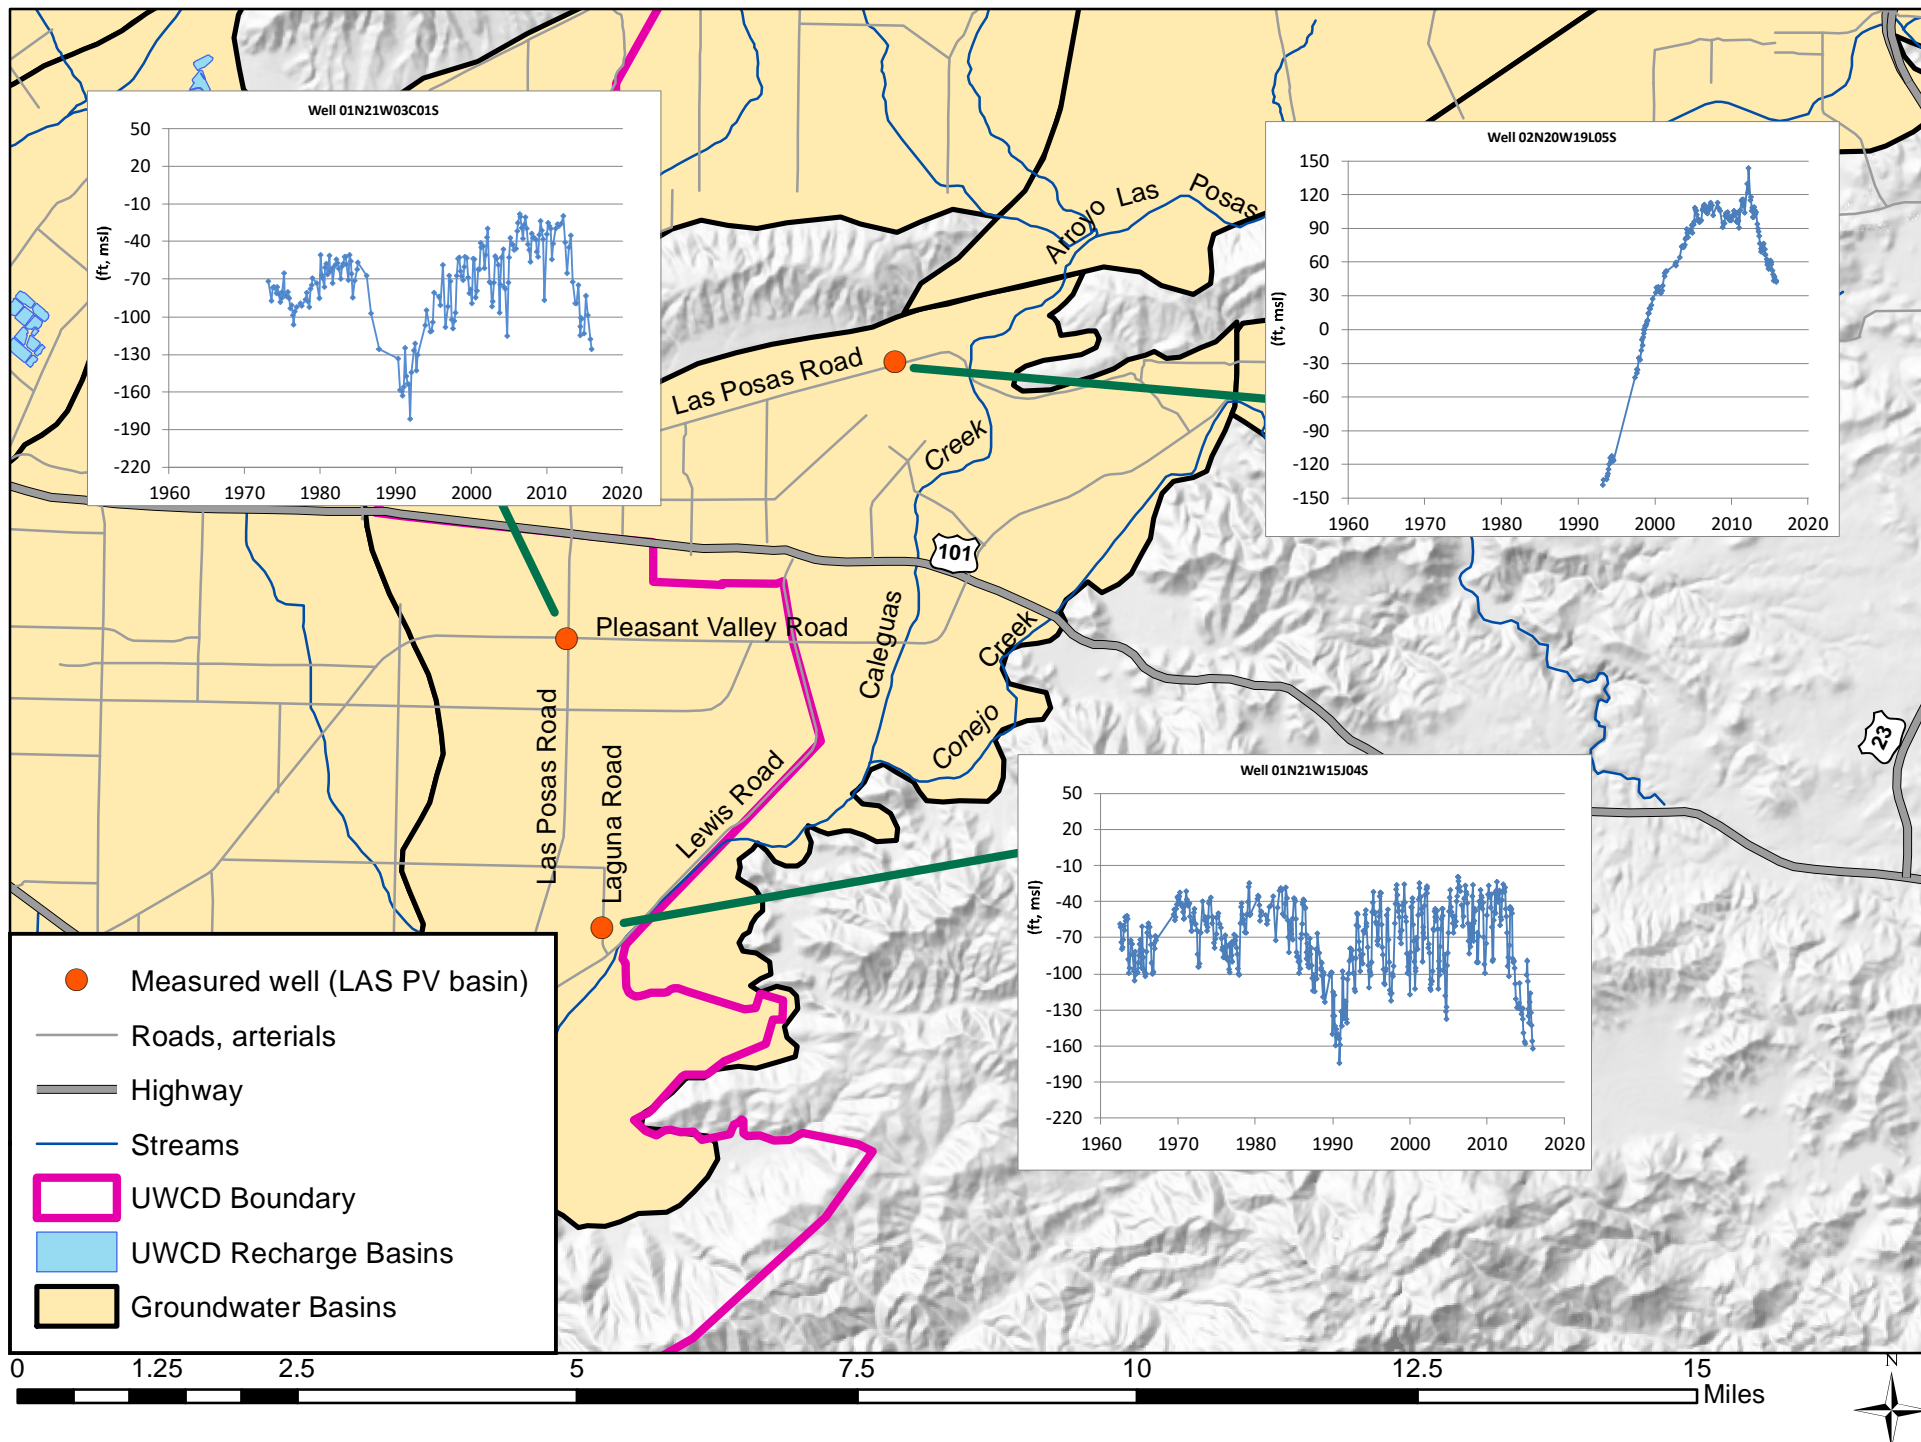 Well 01N21W03C01S
(ft, msl)
50
20
-10
-40
-70
-100
-130
-160
-190
-220
1960 1970 1980 1990 2000 2010 2020
Well 02N20W19L05S
(ft, msl)
150
120
90
60
30
0
-30
-60
-90
-120
-150
1960 1970 1980 1990 2000 2010 2020
Arroyo Las Posas
Las Posas Road
Creek
101
Pleasant Valley Road
Caleguas
Creek
Conejo
Las Posas Road
Laguna Road
Lewis Road
23
Well 01N21W15J04S
(ft, msl)
50
20
-10
-40
-70
-100
-130
-160
-190
-220
1960 1970 1980 1990 2000 2010 2020
Measured well (LAS PV basin)
Roads, arterials
Highway
Streams
UWCD Boundary
UWCD Recharge Basins
Groundwater Basins
0 1.25 2.5 5 7.5 10 12.5 15
Miles
N